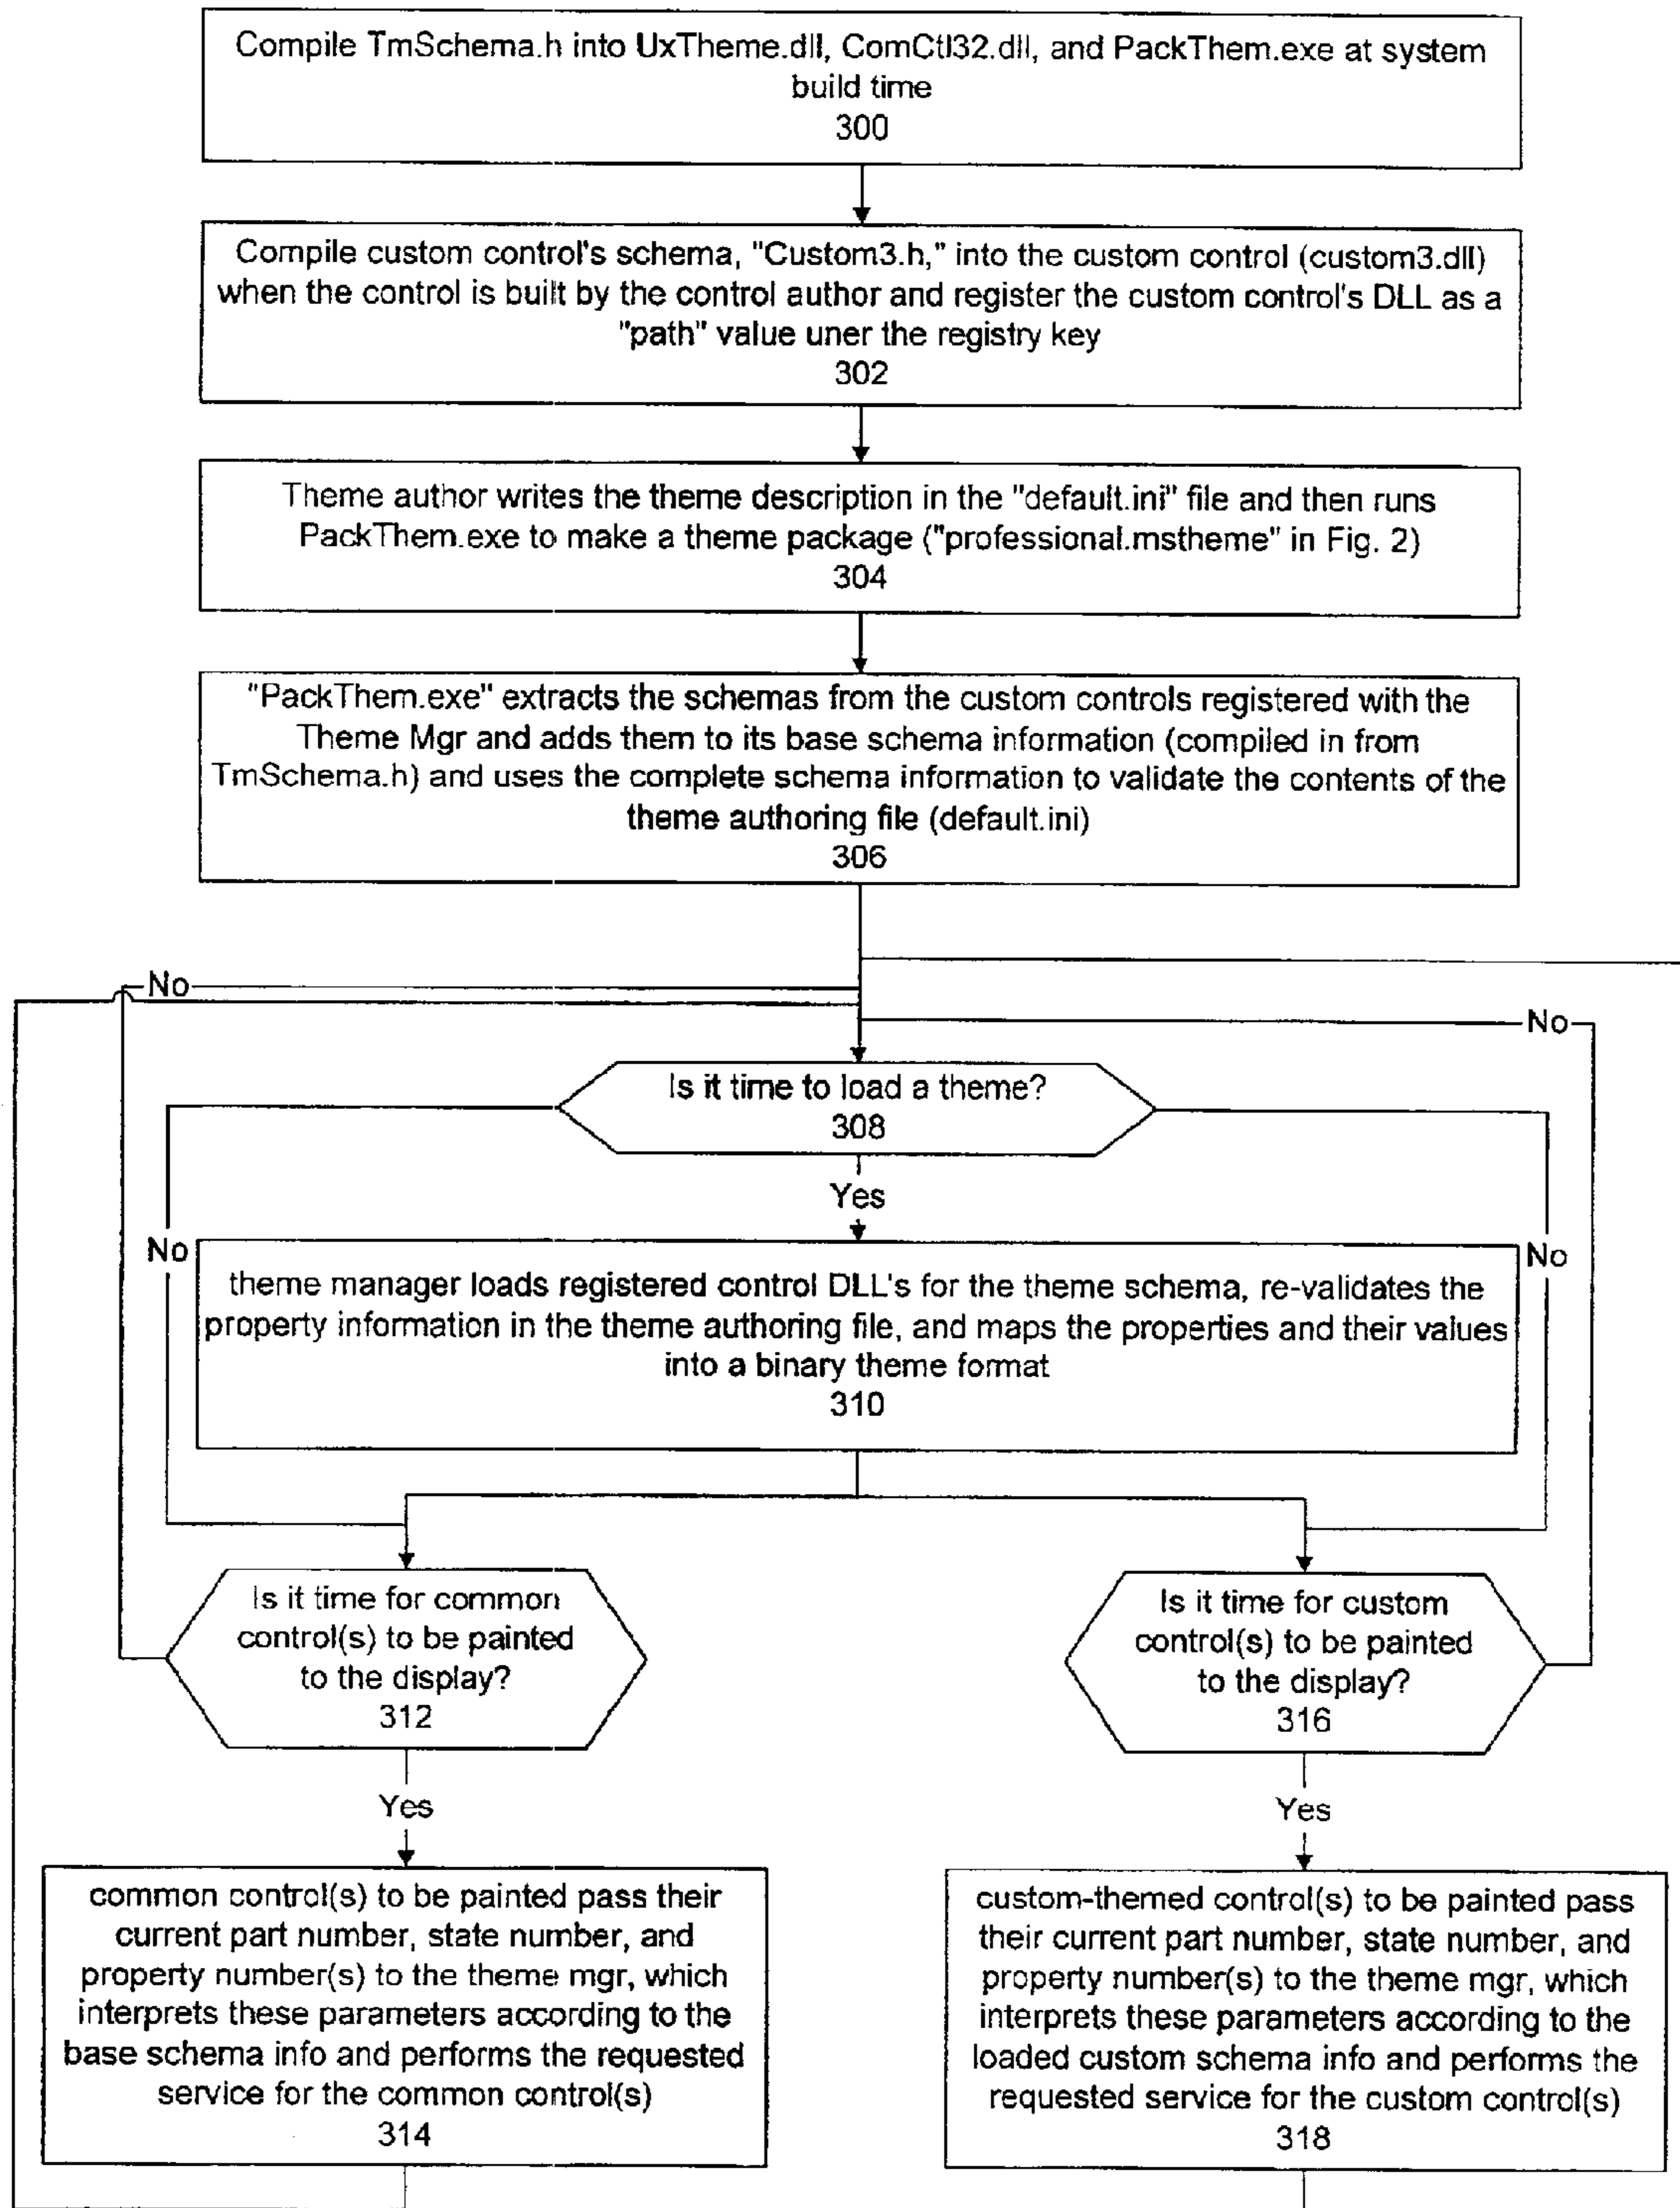 Compile TmSchema.h into UxTheme.dll, ComCtl32.dll, and PackThem.exe at system
build time
300
Compile custom control's schema, "Custom3.h," into the custom control (custom3.dll)
when the control is built by the control author and register the custom control's DLL as a
"path" value uner the registry key
302
Theme author writes the theme description in the "default.ini" file and then runs
PackThem.exe to make a theme package ("professional.mstheme" in Fig. 2)
304
"PackThem.exe" extracts the schemas from the custom controls registered with the
Theme Mgr and adds them to its base schema information (compiled in from
TmSchema.h) and uses the complete schema information to validate the contents of the
theme authoring file (default.ini)
306
No
No
Is it time to load a theme?
308
Yes
No
No
theme manager loads registered control DLL's for the theme schema, re-validates the
property information in the theme authoring file, and maps the properties and their values
into a binary theme format
310
Is it time for common
control(s) to be painted
to the display?
312
Is it time for custom
control(s) to be painted
to the display?
316
Yes
Yes
common control(s) to be painted pass their
current part number, state number, and
property number(s) to the theme mgr, which
interprets these parameters according to the
base schema info and performs the requested
service for the common control(s)
314
custom-themed control(s) to be painted pass
their current part number, state number, and
property number(s) to the theme mgr, which
interprets these parameters according to the
loaded custom schema info and performs the
requested service for the custom control(s)
318